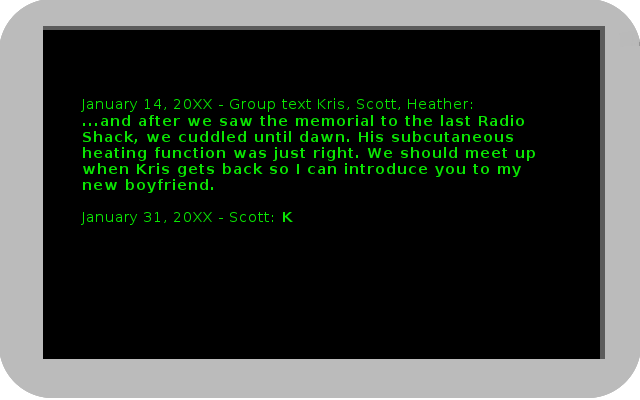 January 14, 20XX - Group text Kris, Scott, Heather:
...and after we saw the memorial to the last Radio
Shack, we cuddled until dawn. His subcutaneous
heating function was just right. We should meet up
when Kris gets back so I can introduce you to my
new boyfriend.
January 31, 20XX - Scott: K